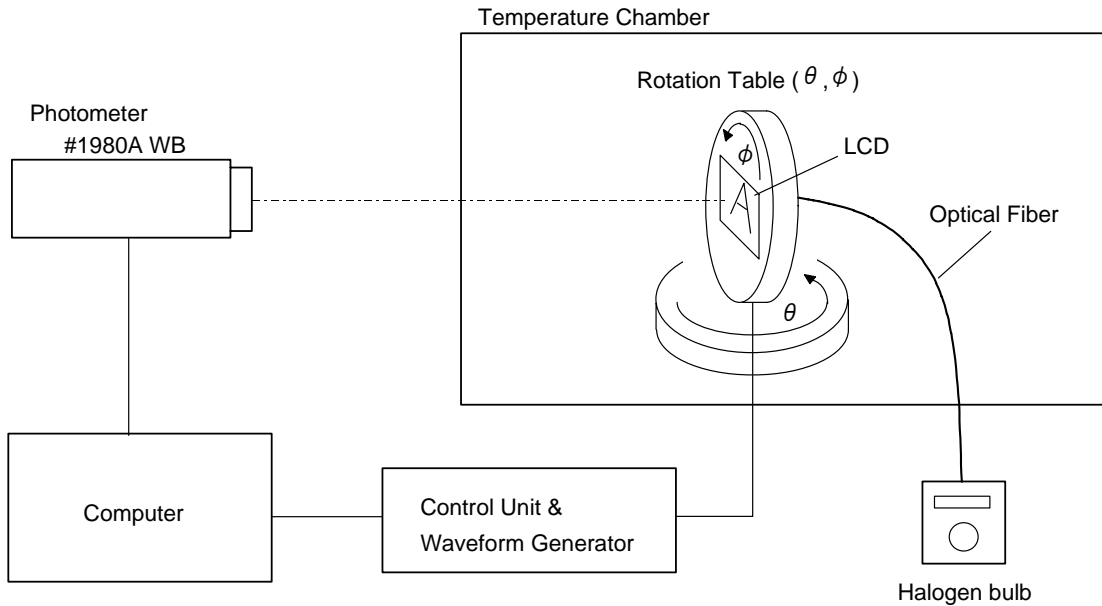 Temperature Chamber
Rotation Table (θ,φ)
Photometer
#1980A WB
φ
LCD
A
Optical Fiber
θ
Computer
Control Unit &
Waveform Generator
Halogen bulb